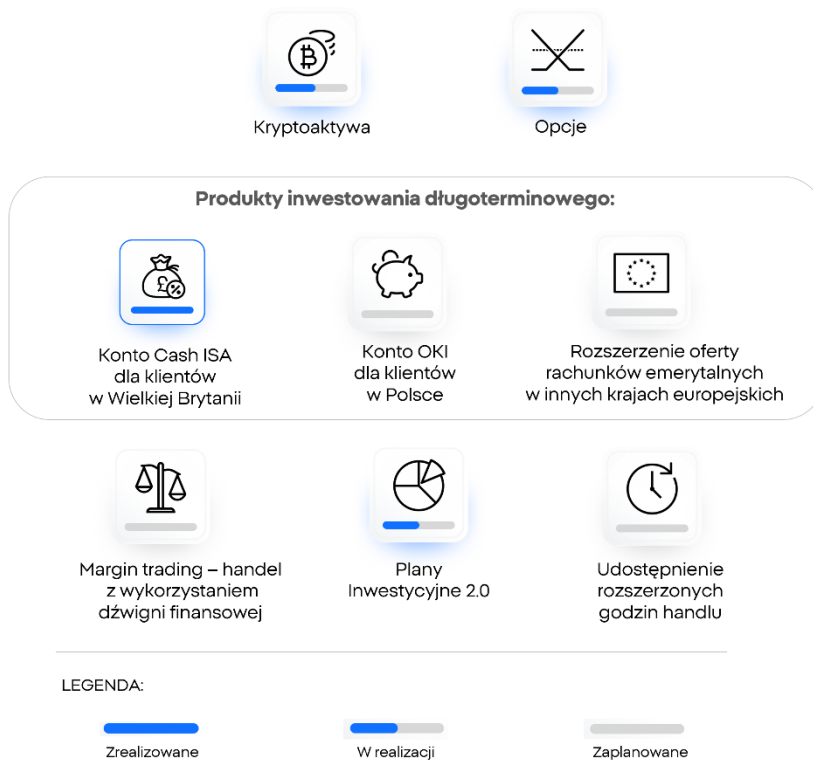 Kryptoaktywa
Opcje
Produkty inwestowania długoterminowego:
Konto Cash ISA
dla klientów
w Wielkiej Brytanii
Konto OKI
dla klientów
w Polsce
Rozszerzenie oferty
rachunków emerytalnych
w innych krajach europejskich
Margin trading – handel
z wykorzystaniem
dźwigni finansowej
Plany
Inwestycyjne 2.0
Udostępnienie
rozszerzonych
godzin handlu
LEGENDA:
Zrealizowane
W realizacji
Zaplanowane